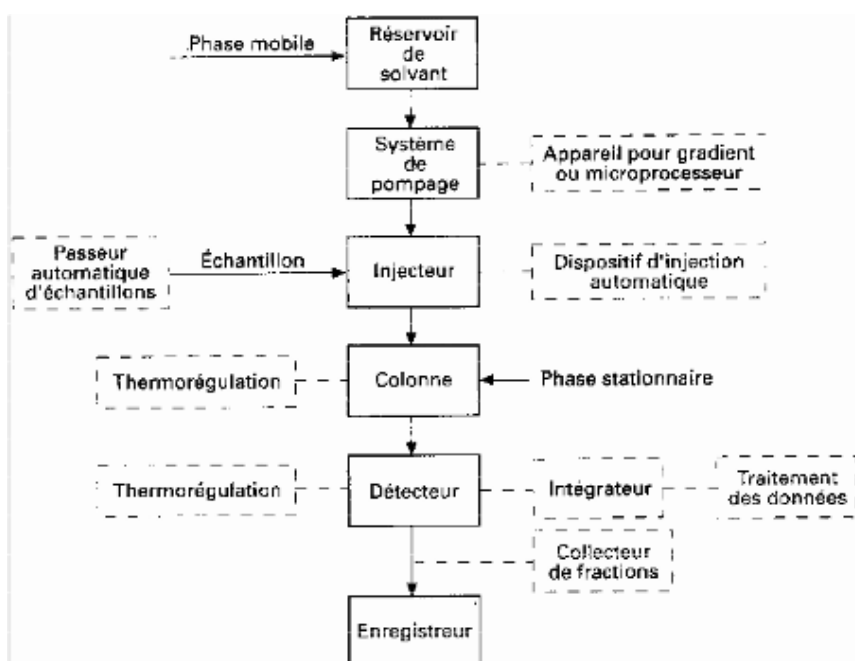 Phase mobile
Réservoir
de
solvant
Système
de
pompage
Appareil pour gradient
ou microprocesseur
Passeur
automatique
d'échantillons
Échantillon
Injecteur
Dispositif d'injection
automatique
Thermorégulation
Colonne
Phase stationnaire
Thermorégulation
Détecteur
Intégrateur
Traitement
des données
Collecteur
de fractions
Enregistreur